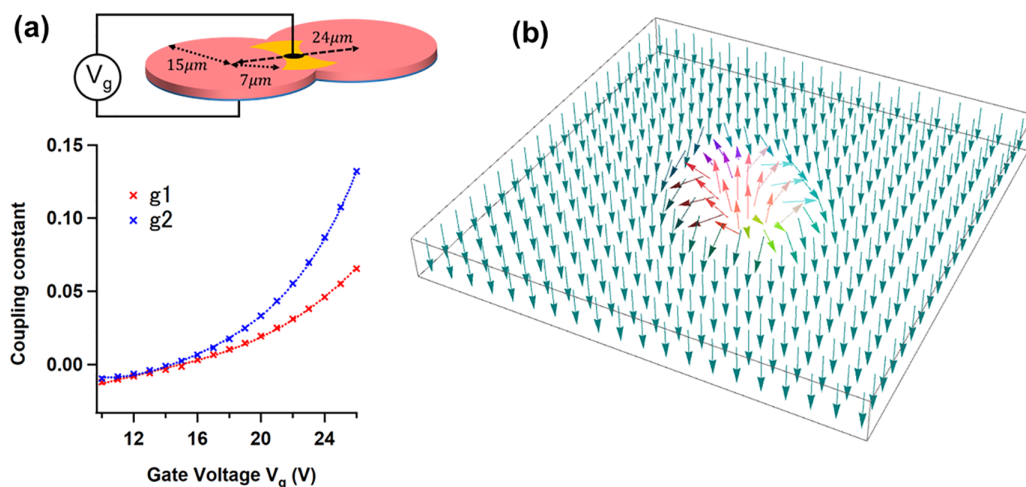 (a)
24μm
15μm
7μm
Vg
(b)
0.15
g1
g2
0.10
0.05
0.00
Coupling constant
12
16
20
24
Gate Voltage Vg (V)